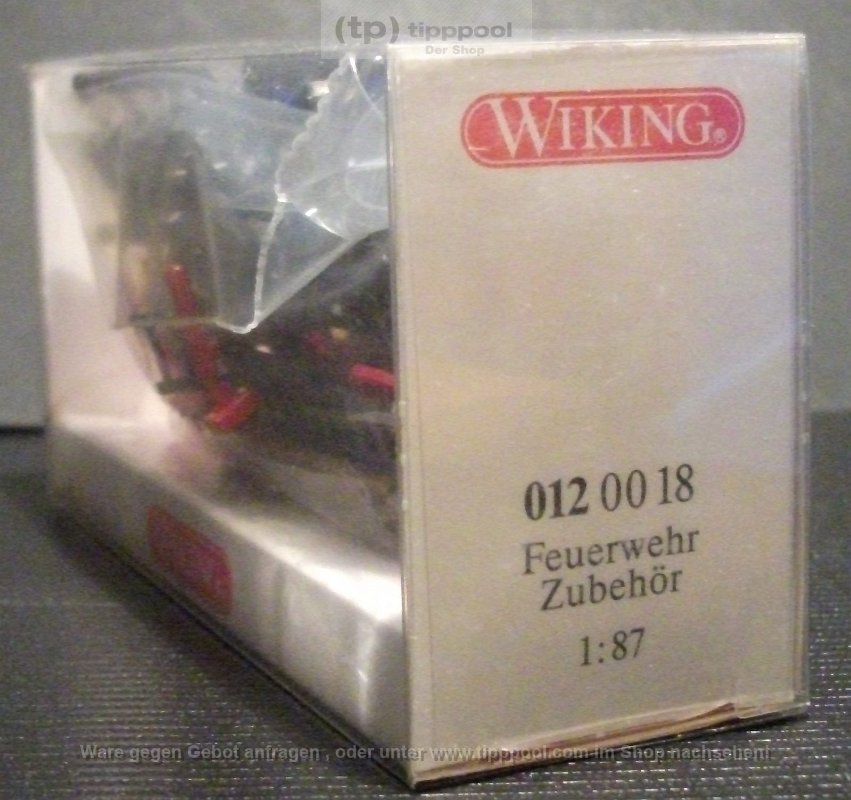 (tp) tipppool
Der Shop
WIKING®
012 00 18
Feuerwehr
Zubehör
1:87
Ware gegen Gebot anfragen , oder unter www.tipppool.com im Shop nachsehen!